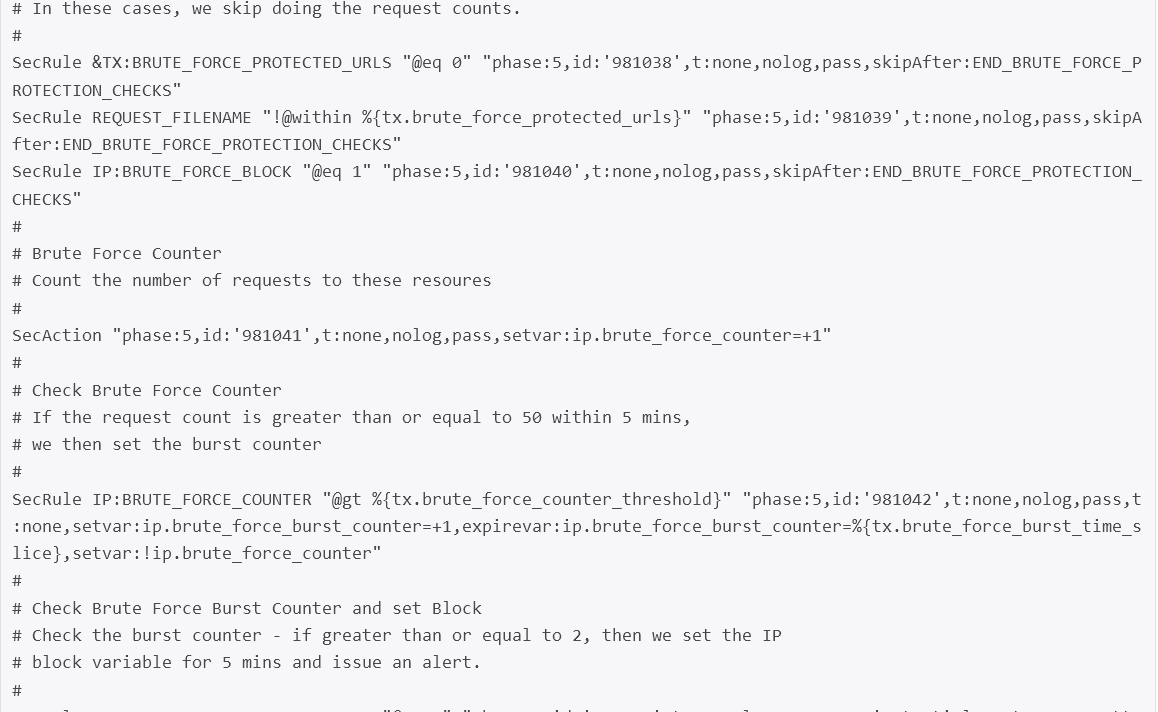 # In these cases, we skip doing the request counts.
#
SecRule &TX:BRUTE_FORCE_PROTECTED_URLS "@eq 0" "phase:5,id:'981038',t:none,nolog,pass,skipAfter:END_BRUTE_FORCE_P
ROTECTION_CHECKS"
SecRule REQUEST_FILENAME "!@within %{tx.brute_force_protected_urls}" "phase:5,id:'981039',t:none,nolog,pass,skipA
fter:END_BRUTE_FORCE_PROTECTION_CHECKS"
SecRule IP:BRUTE_FORCE_BLOCK "@eq 1" "phase:5,id:'981040',t:none,nolog,pass,skipAfter:END_BRUTE_FORCE_PROTECTION_
CHECKS"
#
# Brute Force Counter
# Count the number of requests to these resoures
#
SecAction "phase:5,id:'981041',t:none,nolog,pass,setvar:ip.brute_force_counter=+1"
#
# Check Brute Force Counter
# If the request count is greater than or equal to 50 within 5 mins,
# we then set the burst counter
#
SecRule IP:BRUTE_FORCE_COUNTER "@gt %{tx.brute_force_counter_threshold}" "phase:5,id:'981042',t:none,nolog,pass,t
:none,setvar:ip.brute_force_burst_counter=+1,expirevar:ip.brute_force_burst_counter=%{tx.brute_force_burst_time_s
lice},setvar:!ip.brute_force_counter"
#
# Check Brute Force Burst Counter and set Block
# Check the burst counter - if greater than or equal to 2, then we set the IP
# block variable for 5 mins and issue an alert.
#